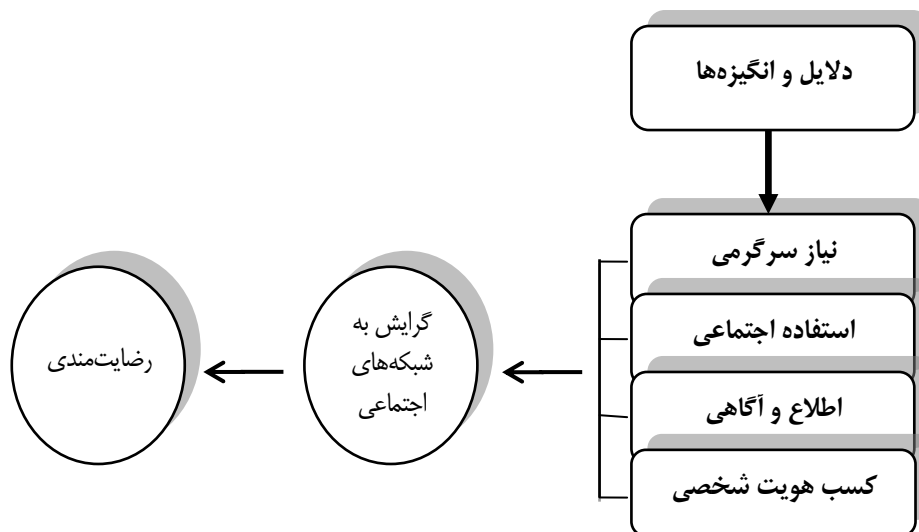 دلایل و انگیزه‌ها
نیاز سرگرمی
استفاده اجتماعی
اطلاع و آگاهی
کسب هویت شخصی
گرایش به
شبکه‌های
اجتماعی
رضایت‌مندی